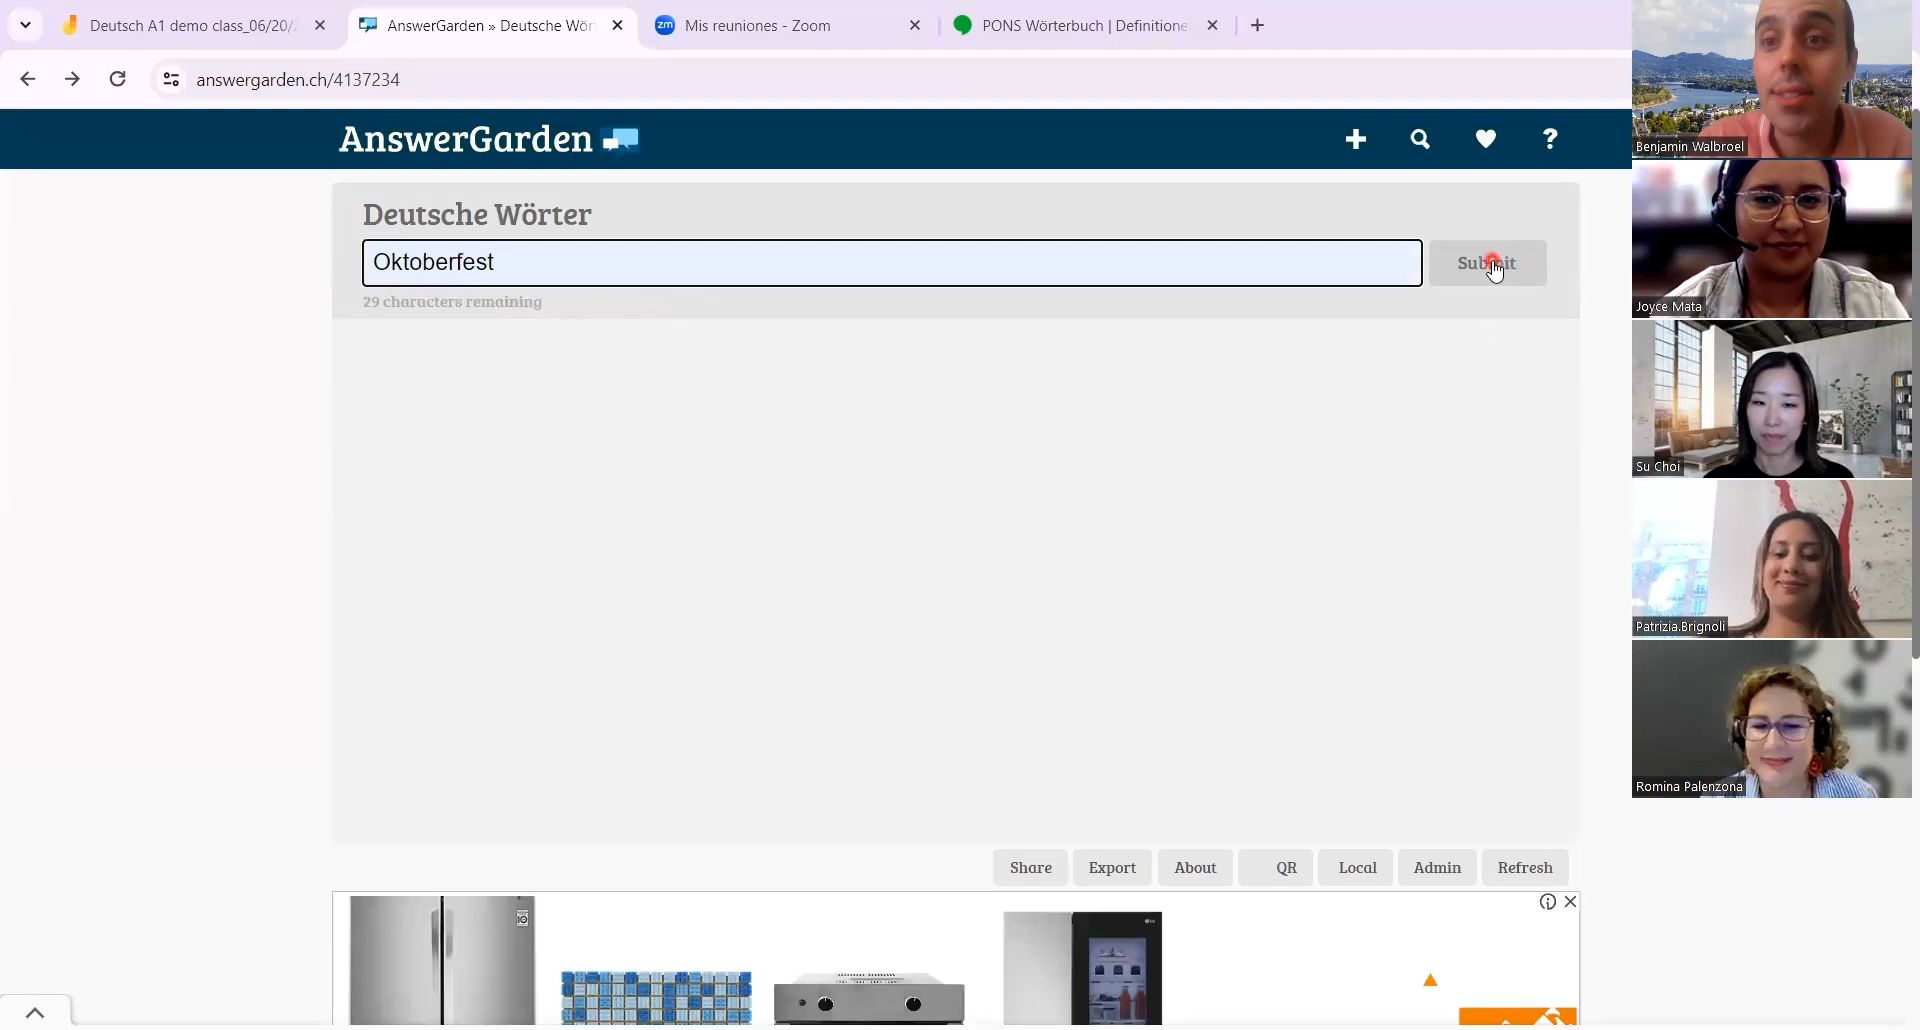 Deutsch A1 demo class_06/20/
AnswerGarden » Deutsche Wör
zm Mis reuniones - Zoom
PONS Wörterbuch | Definitione
answergarden.ch/4137234
AnswerGarden
Deutsche Wörter
Oktoberfest
Submit
29 characters remaining
Share Export About QR Local Admin Refresh
Benjamin Walbroel
Joyce Mata
Su Choi
Patrizia.Brignoli
Romina Palenzona